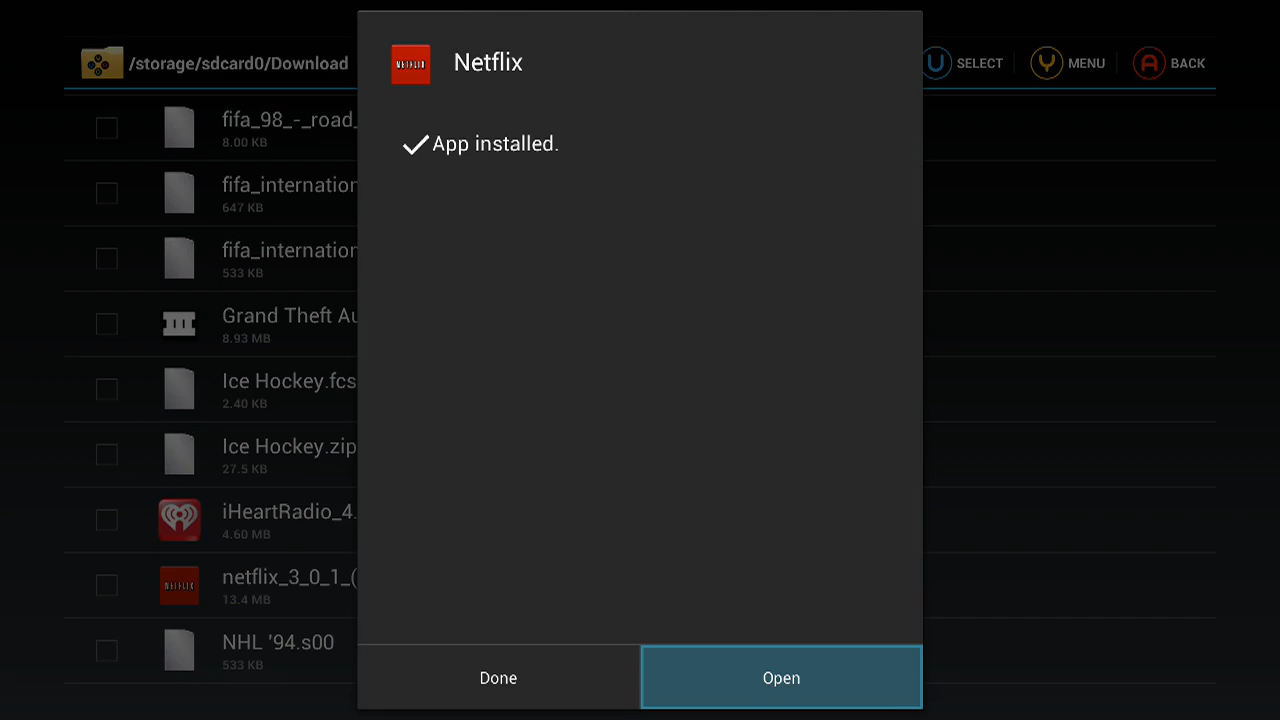 /storage/sdcard0/Download
U SELECT
Y MENU
A BACK
NETFLIX
Netflix
App installed.
fifa_98_-_road_
8.00 KB
fifa_internation
647 KB
fifa_internation
533 KB
Grand Theft Au
8.93 MB
Ice Hockey.fcs
2.40 KB
Ice Hockey.zip
27.5 KB
iHeartRadio_4.
4.60 MB
NETFLIX
netflix_3_0_1_(
13.4 MB
NHL '94.s00
533 KB
Done
Open